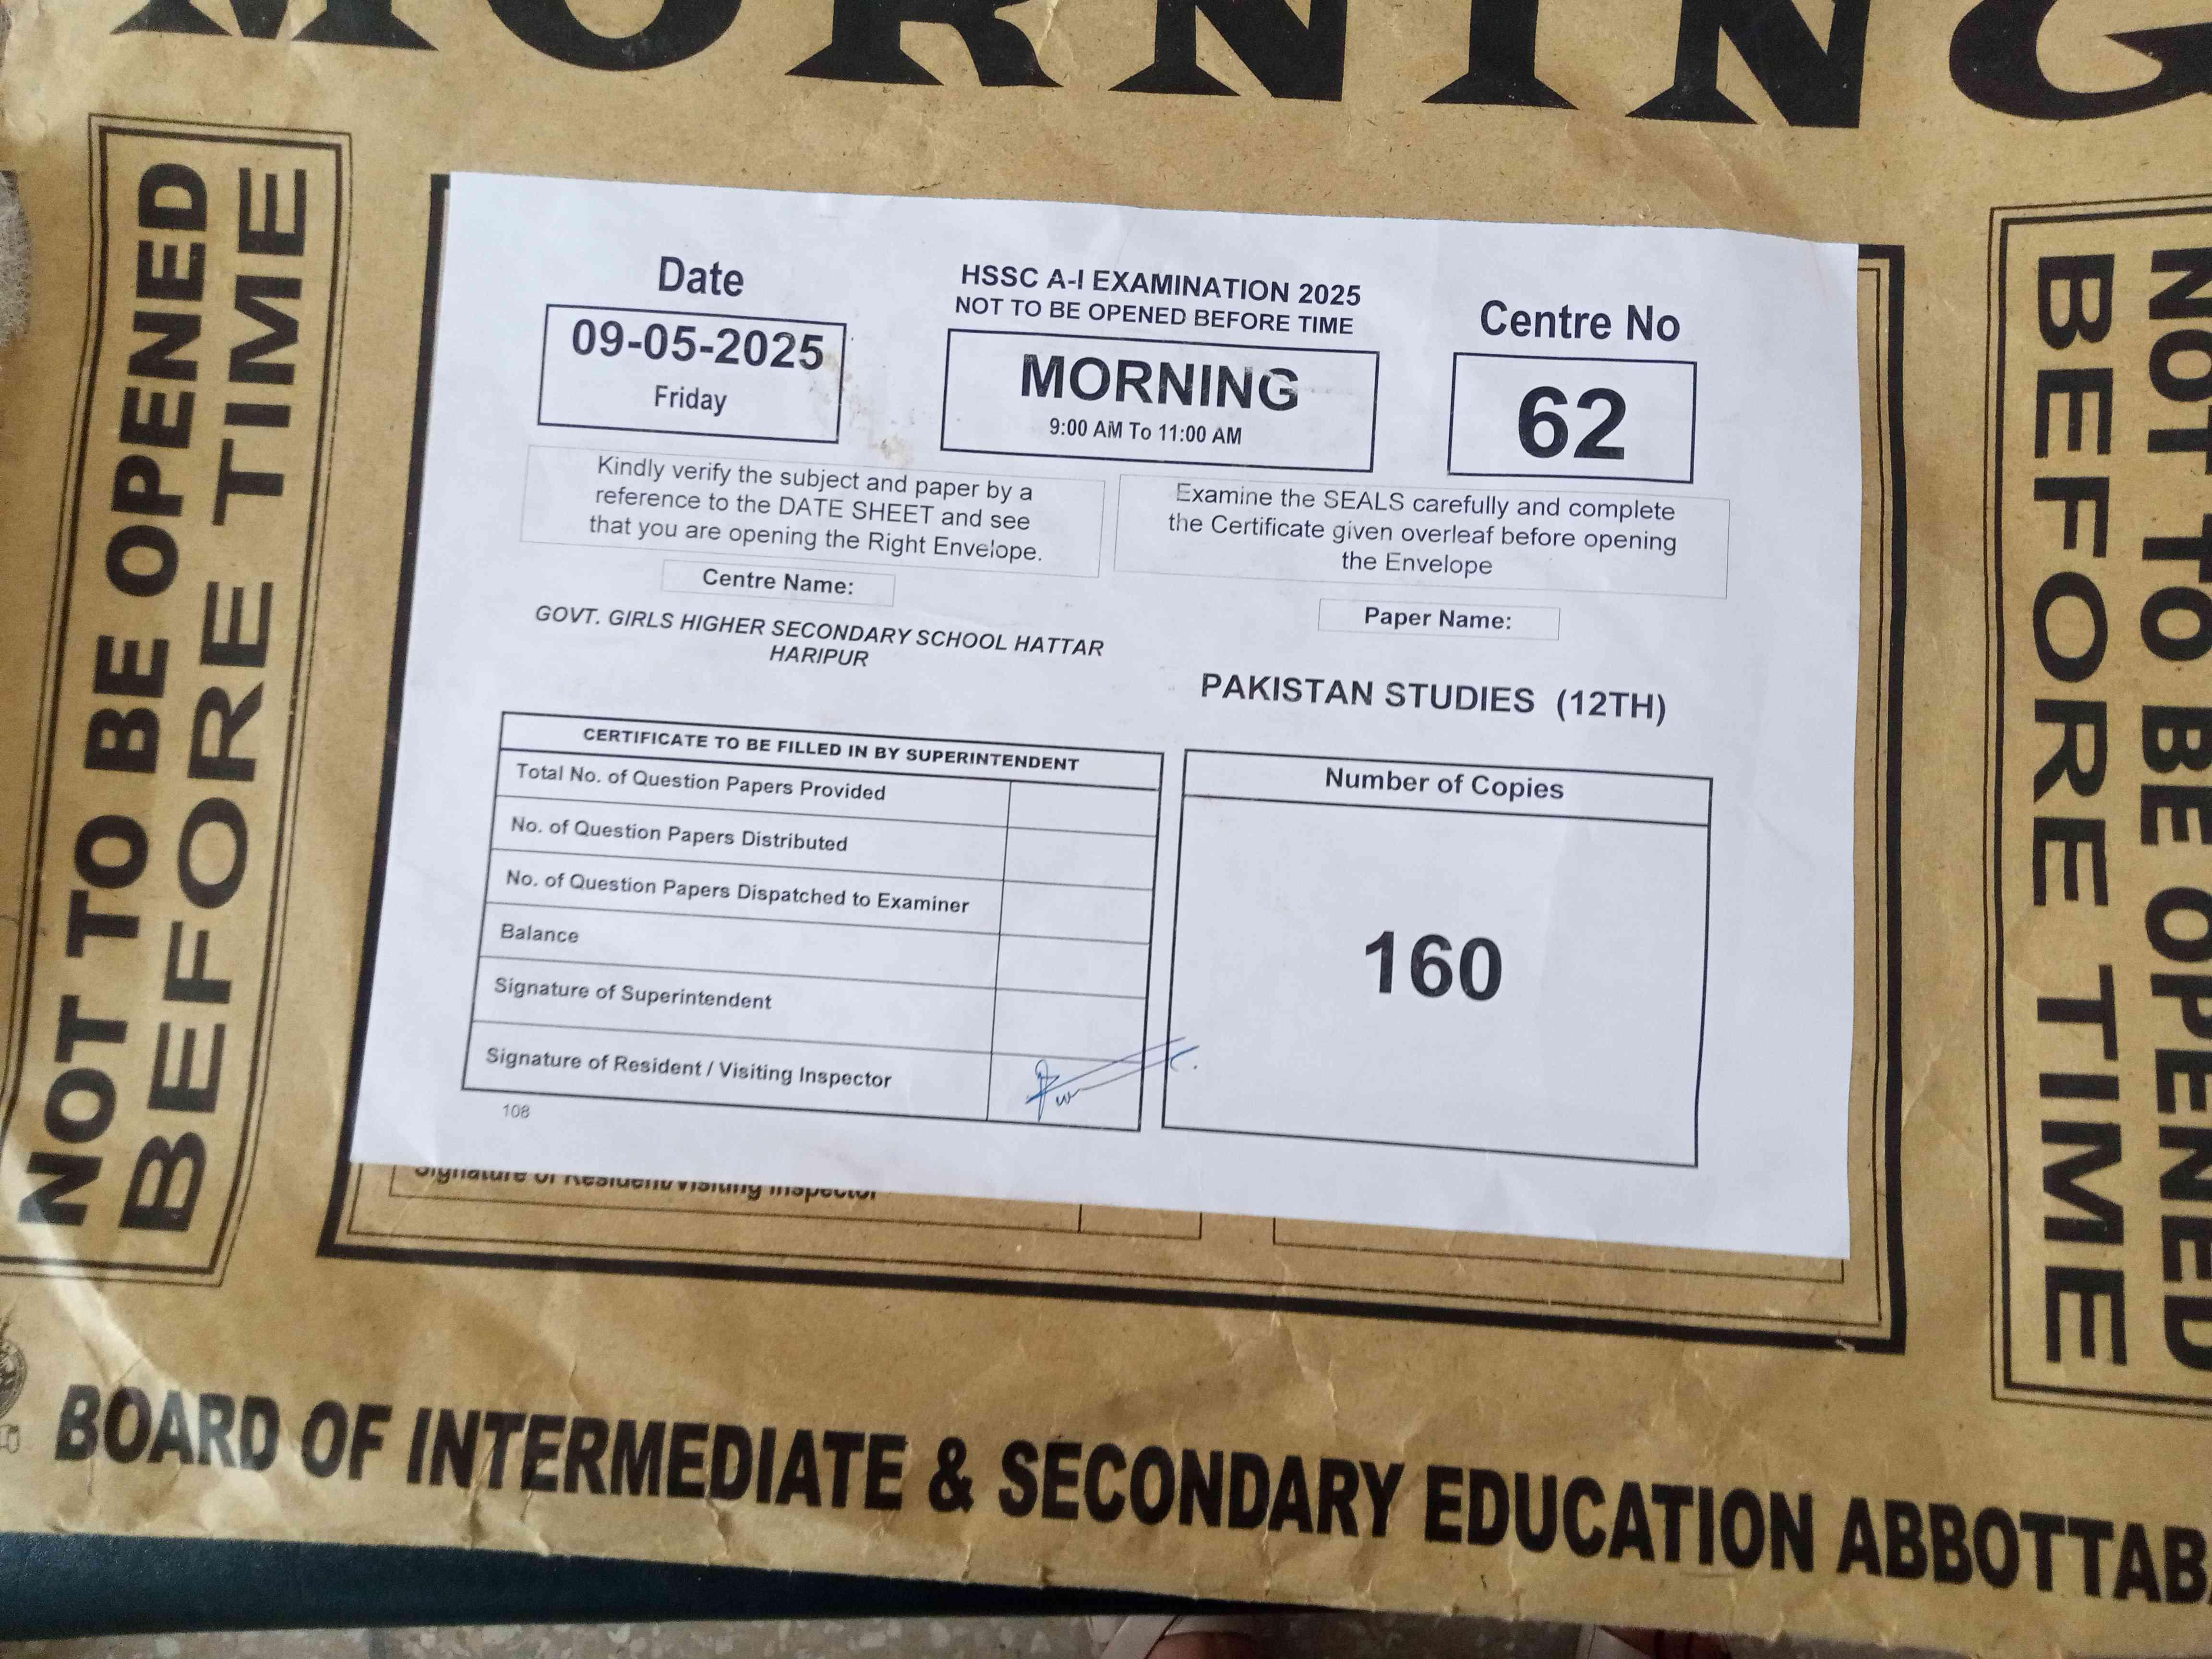 MORNING
NOT TO BE OPENED
BEFORE TIME
Date
09-05-2025
Friday
HSSC A-I EXAMINATION 2025
NOT TO BE OPENED BEFORE TIME
MORNING
9:00 AM To 11:00 AM
Centre No
62
Kindly verify the subject and paper by a
reference to the DATE SHEET and see
that you are opening the Right Envelope.
Examine the SEALS carefully and complete
the Certificate given overleaf before opening
the Envelope
Centre Name:
GOVT. GIRLS HIGHER SECONDARY SCHOOL HATTAR
HARIPUR
Paper Name:
PAKISTAN STUDIES (12TH)
CERTIFICATE TO BE FILLED IN BY SUPERINTENDENT
Total No. of Question Papers Provided
No. of Question Papers Distributed
No. of Question Papers Dispatched to Examiner
Balance
Signature of Superintendent
Signature of Resident / Visiting Inspector
108
Number of Copies
160
Signature of Resident/Visiting Inspector
NOT TO BE OPENED
BEFORE TIME
BOARD OF INTERMEDIATE & SECONDARY EDUCATION ABBOTTAB